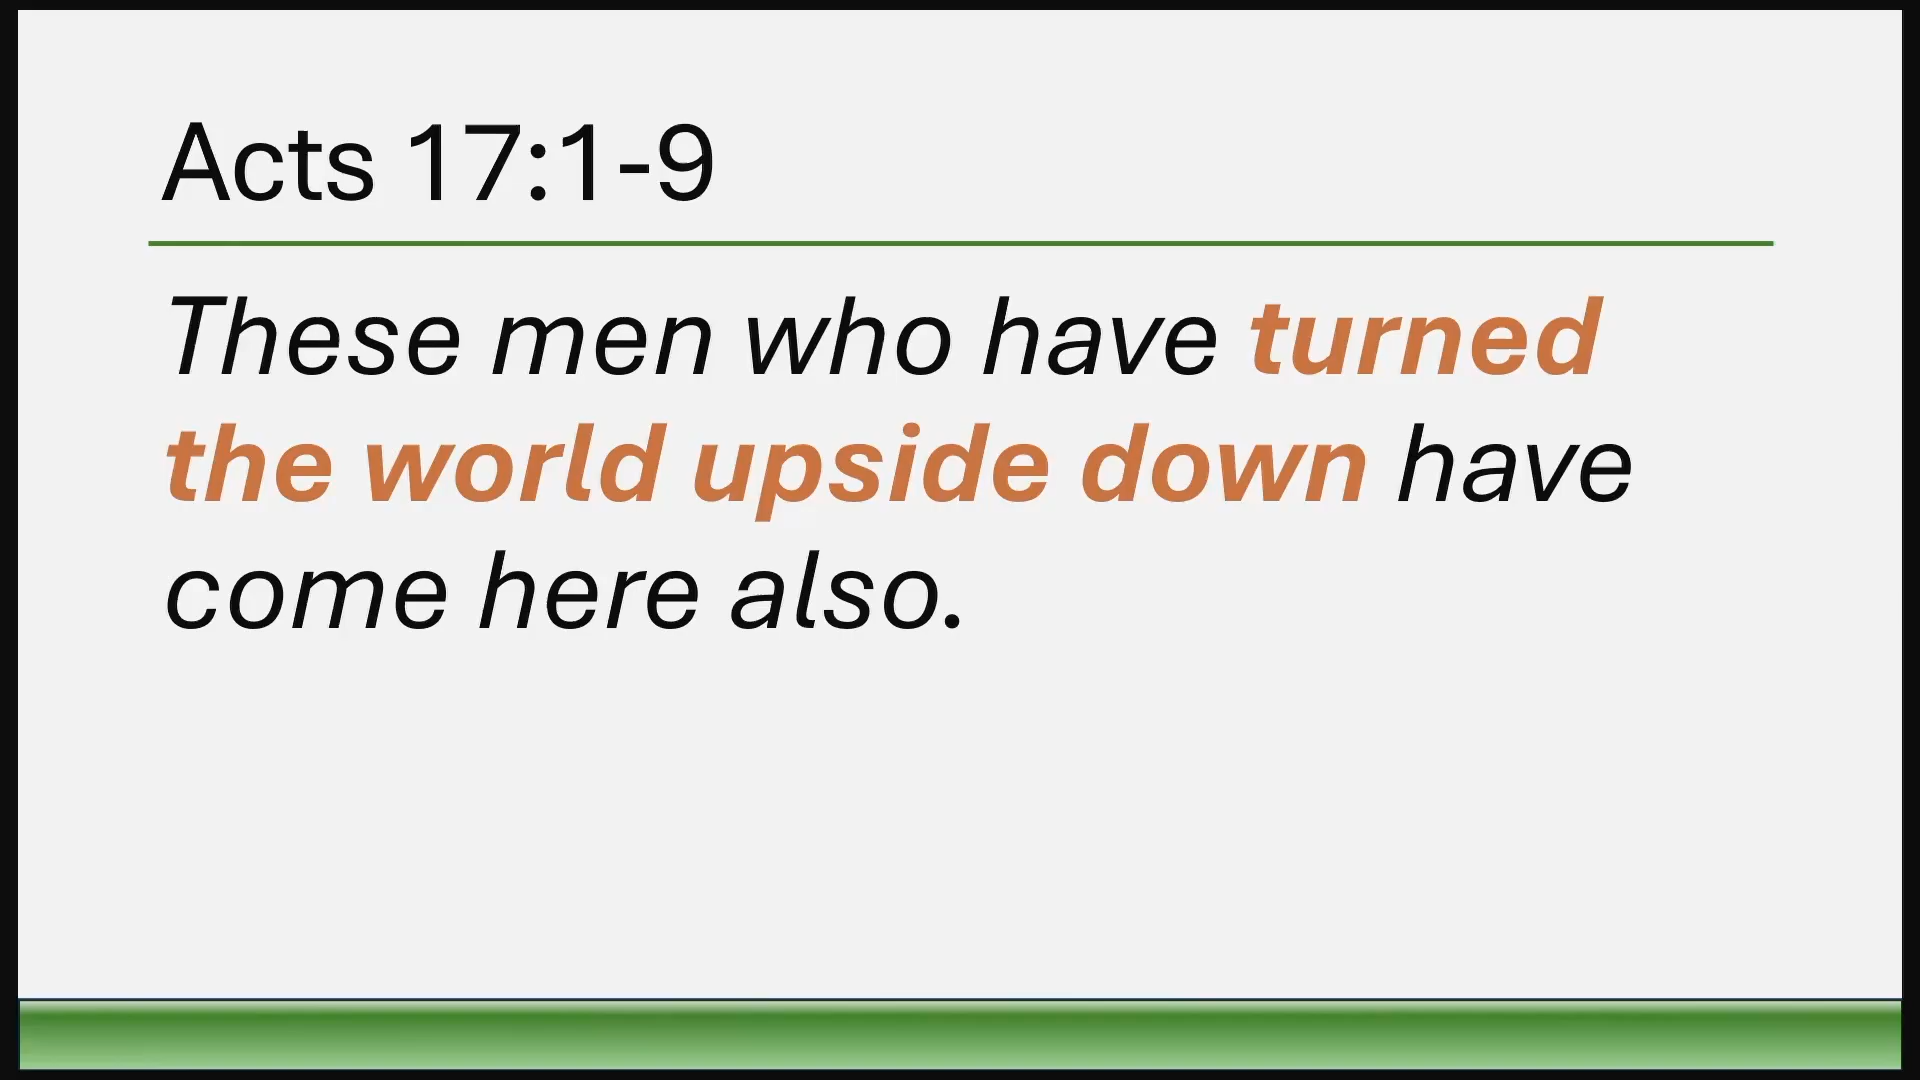 Acts 17:1-9
These men who have turned
the world upside down have
come here also.